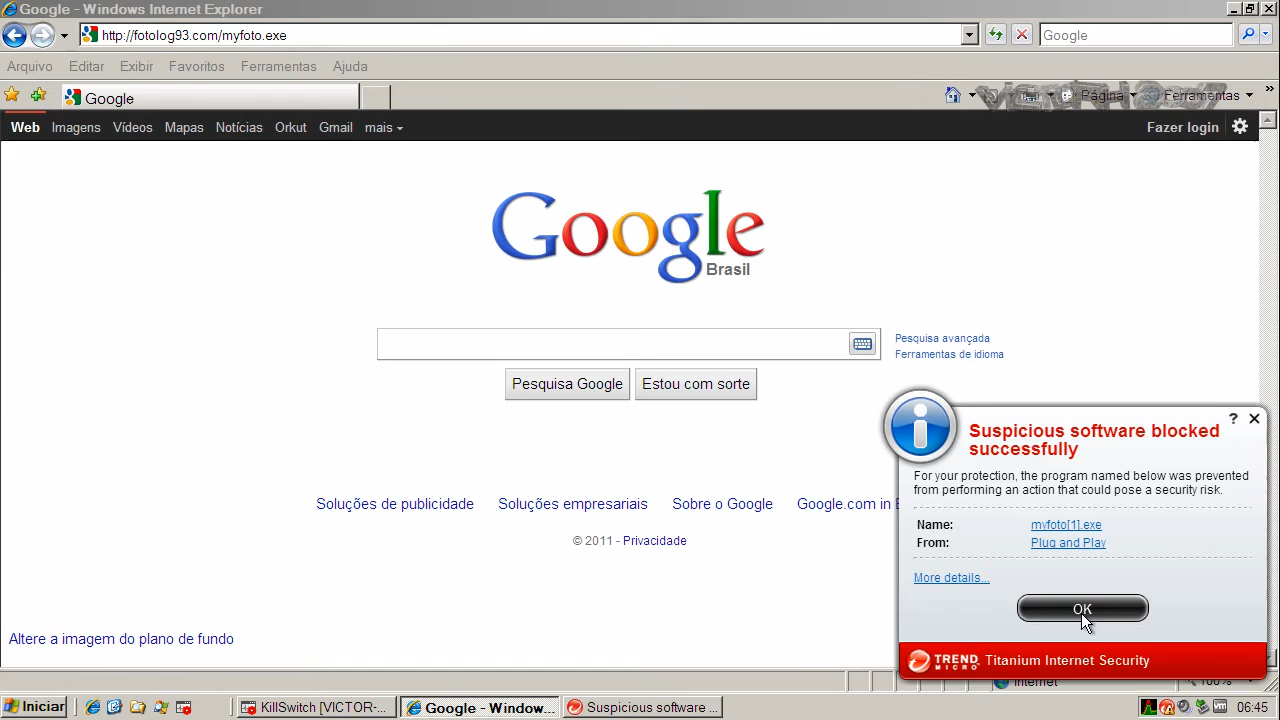 Google - Windows Internet Explorer
http://fotolog93.com/myfoto.exe
Google
Arquivo Editar Exibir Favoritos Ferramentas Ajuda
Google
Página Ferramentas
Web Imagens Vídeos Mapas Notícias Orkut Gmail mais
Fazer login
Google
Brasil
Pesquisa avançada
Ferramentas de idioma
Pesquisa Google Estou com sorte
Soluções de publicidade Soluções empresariais Sobre o Google Google.com in
© 2011 - Privacidade
Altere a imagem do plano de fundo
? X
Suspicious software blocked
successfully
For your protection, the program named below was prevented
from performing an action that could pose a security risk.
Name: myfoto[1].exe
From: Plug and Play
More details...
OK
TREND MICRO Titanium Internet Security
Internet 100%
Iniciar KillSwitch [VICTOR-... Google - Window... Suspicious software ... 06:45